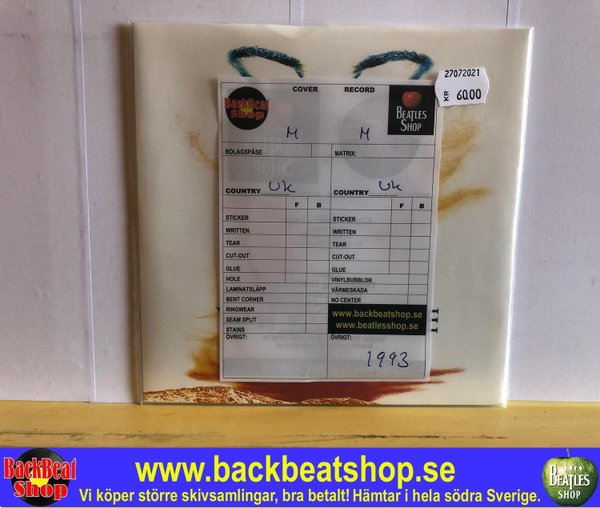 27072021
KR 60.00
COVER RECORD
BackBeat Shop
BEATLES SHOP
M M
BOLAGSPÅSE MATRIX:
COUNTRY UK COUNTRY UK
F B F B
STICKER STICKER
WRITTEN WRITTEN
TEAR TEAR
CUT-OUT CUT-OUT
GLUE GLUE
HOLE VINYLBUBBLOR
LAMINATSLÄPP VÄRMESKADA
BENT CORNER NO CENTER
RINGWEAR www.backbeatshop.se
SEAM SPLIT www.beatlesshop.se
STAINS
ÖVRIGT: ÖVRIGT:
1993
BackBeat Shop
www.backbeatshop.se
Vi köper större skivsamlingar, bra betalt! Hämtar i hela södra Sverige.
BEATLES SHOP